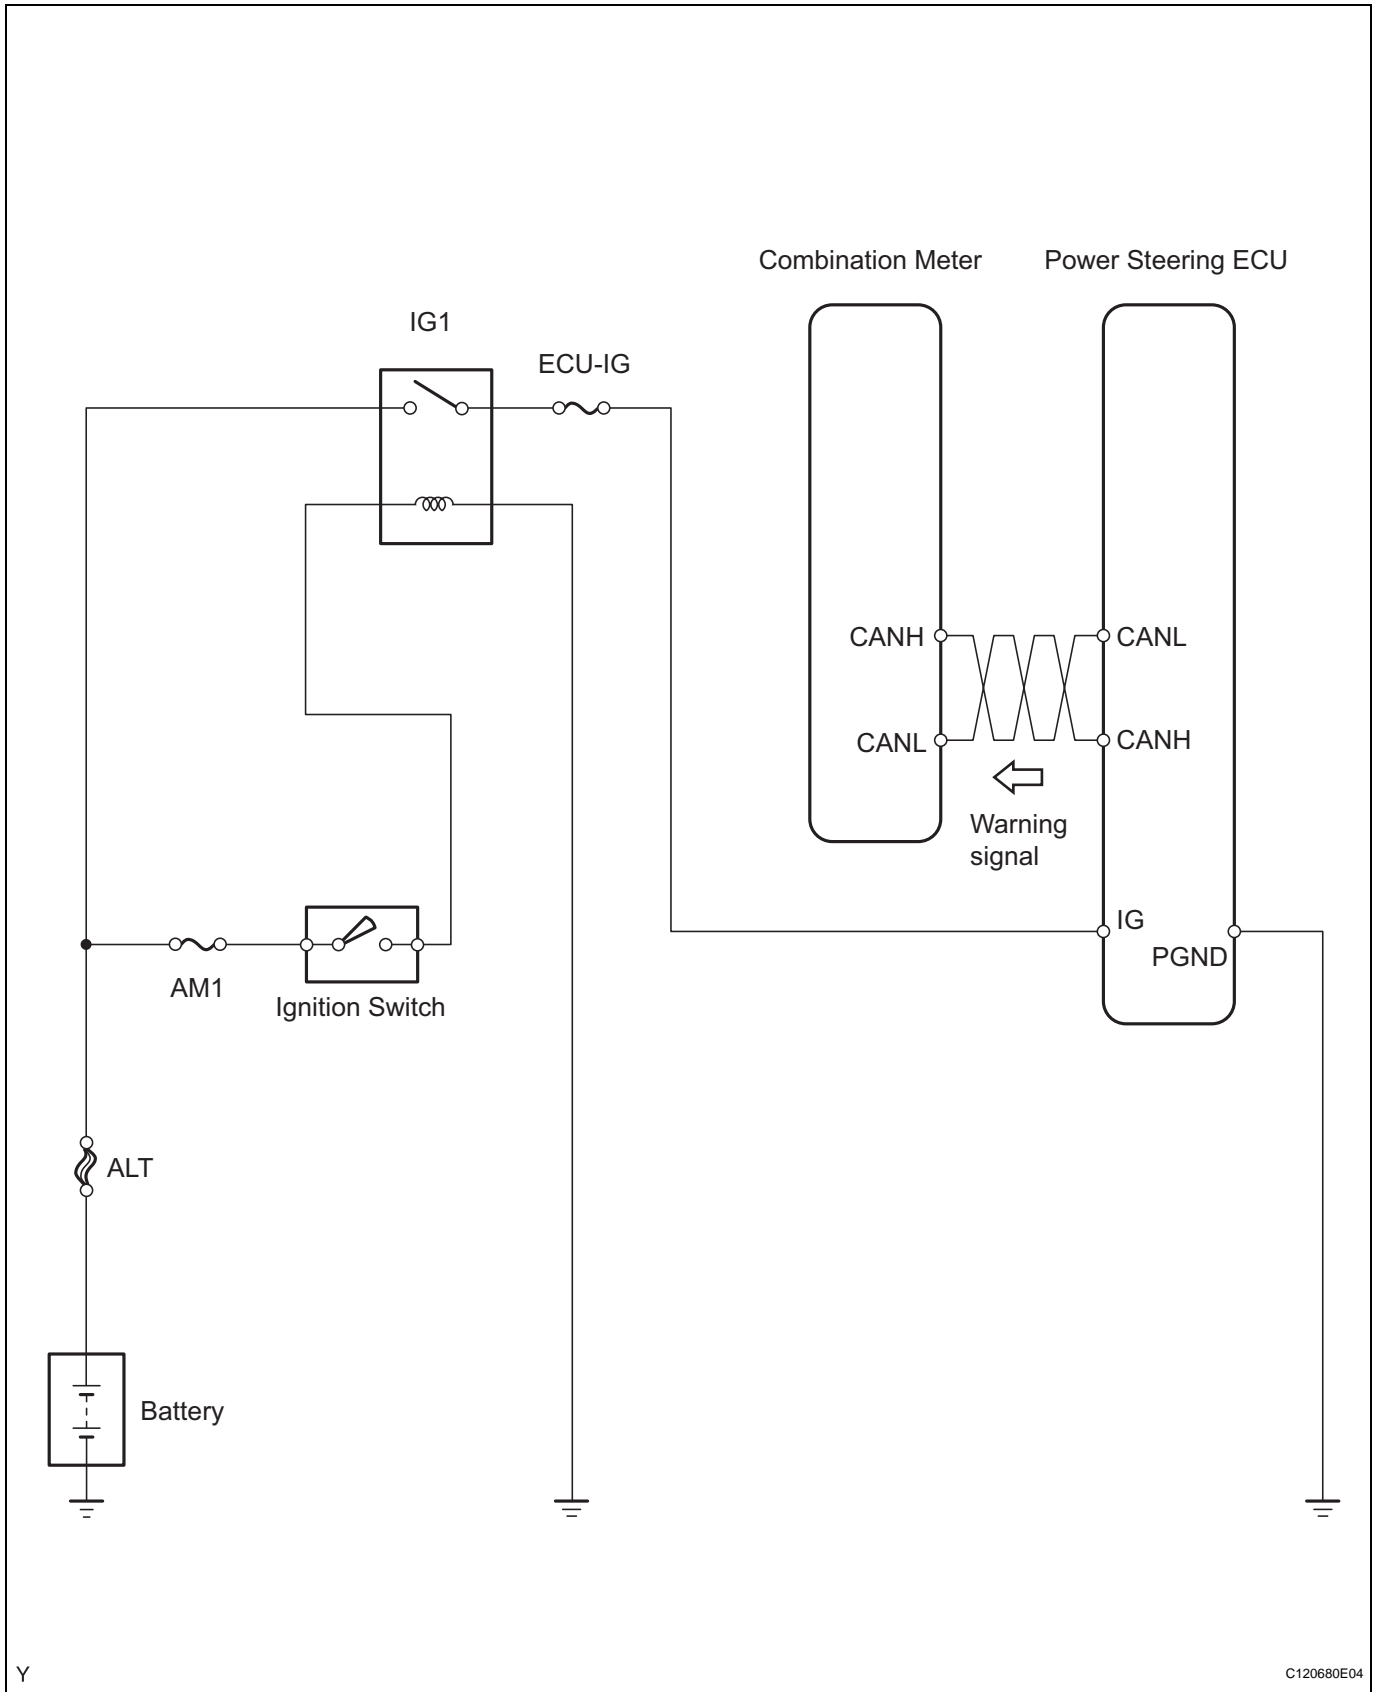 Combination Meter
Power Steering ECU
IG1
ECU-IG
CANH
CANL
CANL
CANH
Warning
signal
IG
PGND
AM1
Ignition Switch
ALT
Battery
Y
C120680E04